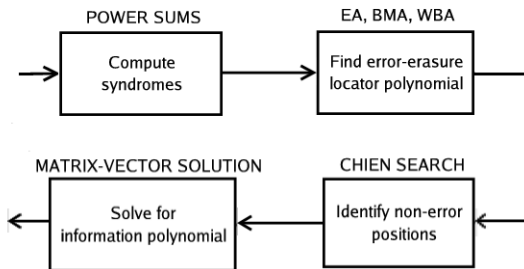 POWER SUMS
Compute
syndromes
EA, BMA, WBA
Find error-erasure
locator polynomial
MATRIX-VECTOR SOLUTION
Solve for
information polynomial
CHIEN SEARCH
Identify non-error
positions